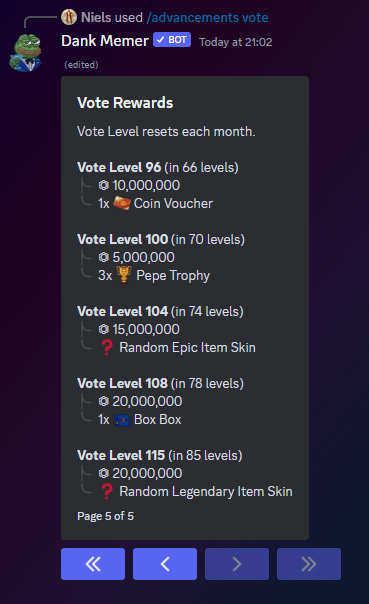 Niels used /advancements vote
Dank Memer ✓ BOT Today at 21:02
(edited)
Vote Rewards
Vote Level resets each month.
Vote Level 96 (in 66 levels)
10,000,000
1x Coin Voucher
Vote Level 100 (in 70 levels)
5,000,000
3x Pepe Trophy
Vote Level 104 (in 74 levels)
15,000,000
❓ Random Epic Item Skin
Vote Level 108 (in 78 levels)
20,000,000
1x Box Box
Vote Level 115 (in 85 levels)
20,000,000
❓ Random Legendary Item Skin
Page 5 of 5